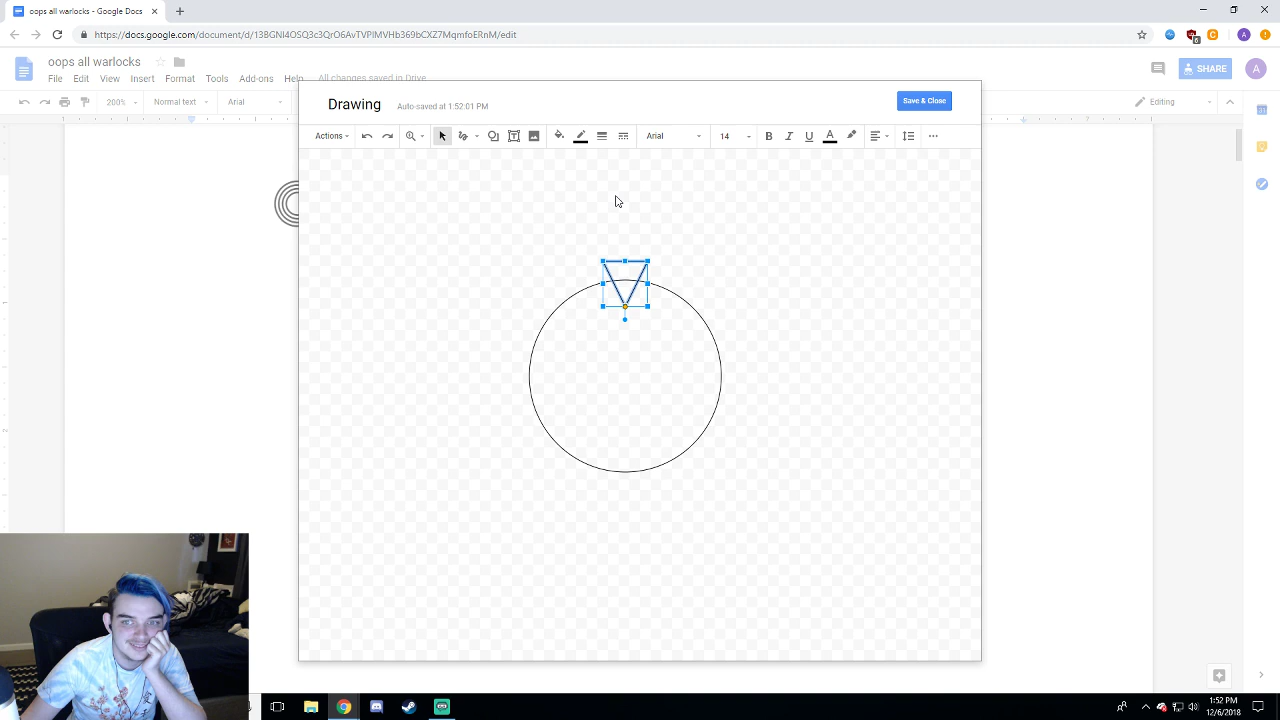 oops all warlocks - Google Docs
https://docs.google.com/document/d/13BGNI4OSQ3c3QrO6AvTVPIMVHb369bCXZ7MqmfoERnM/edit
oops all warlocks
SHARE
A
File Edit View Insert Format Tools Add-ons Help All changes saved in Drive
200% Normal text Arial
Editing
Drawing Auto-saved at 1:52:01 PM
Save & Close
Actions
Arial 14 B I U A
1:52 PM
12/6/2018